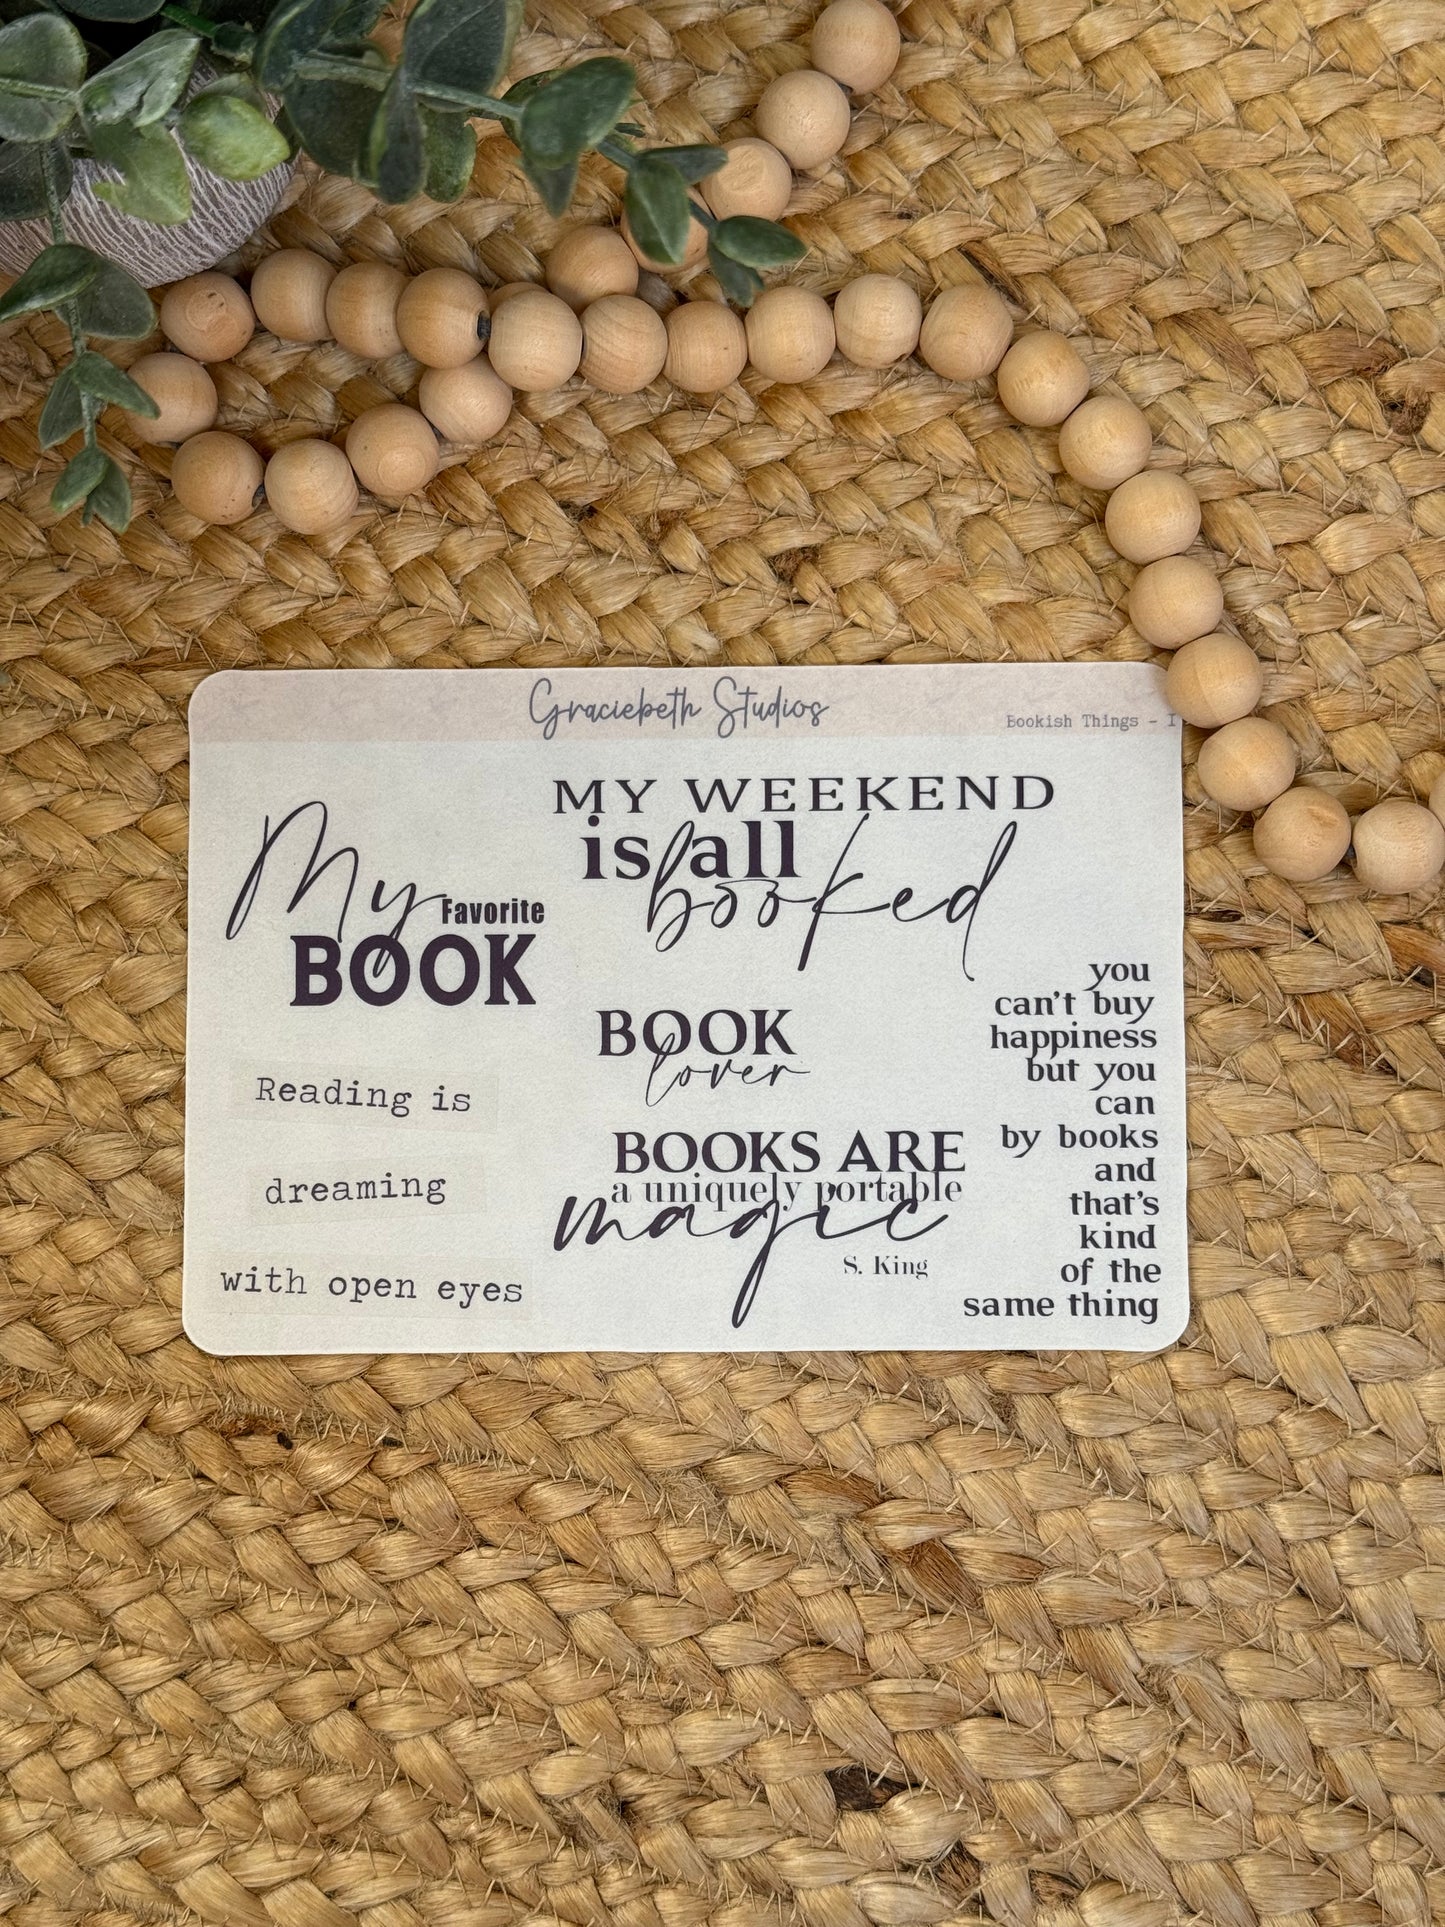 Graciebeth Studios
Bookish Things - I
My
Favorite
BOOK
Reading is
dreaming
with open eyes
MY WEEKEND
is all
booked
BOOK
lover
BOOKS ARE
a uniquely portable
magic
S. King
you
can't buy
happiness
but you
can
by books
and
that's
kind
of the
same thing